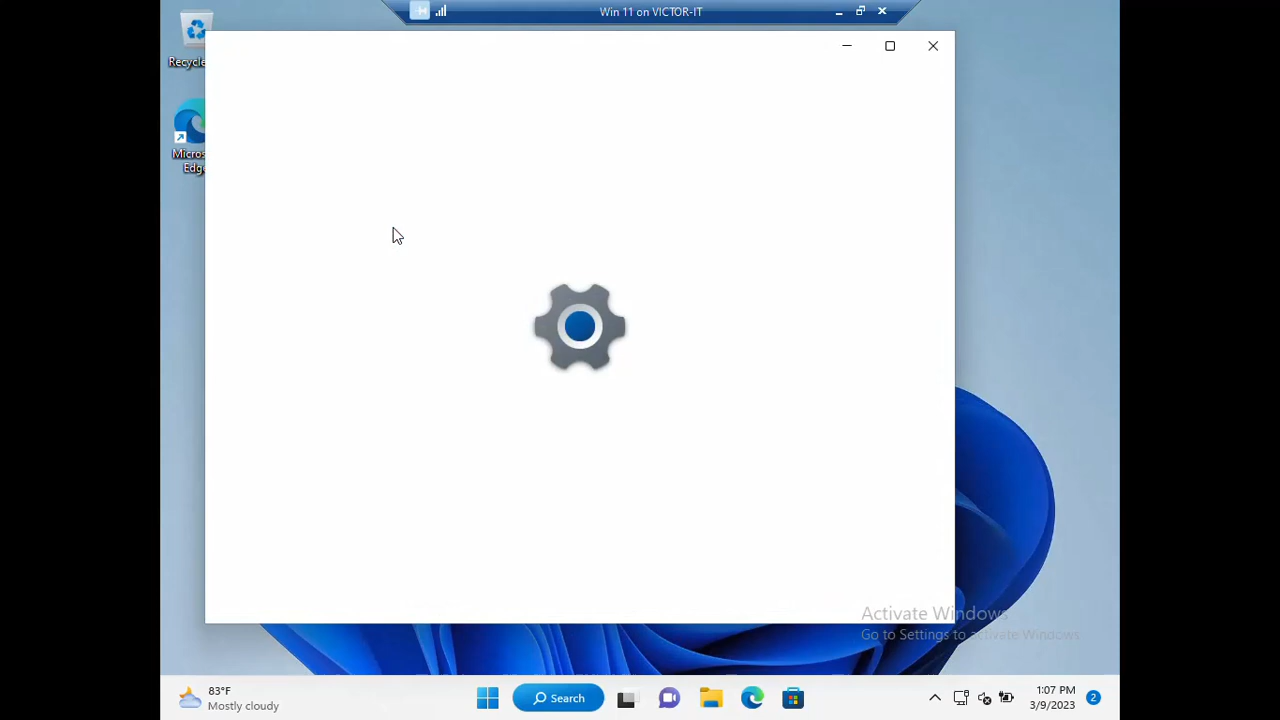 Win 11 on VICTOR-IT
Recycle
Micros
Edge
Activate Windows
Go to Settings to activate Windows.
83°F
Mostly cloudy
Search
1:07 PM
3/9/2023
2